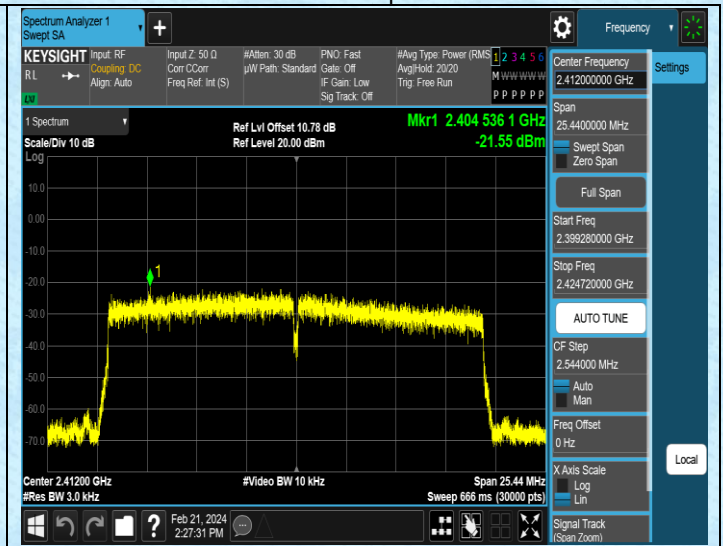 Spectrum Analyzer 1
Swept SA
+
Frequency
KEYSIGHT
RL
Input: RF
Coupling: DC
Align: Auto
Input Z: 50 Ω
Corr CCorr
Freq Ref: Int (S)
#Atten: 30 dB
µW Path: Standard
PNO: Fast
Gate: Off
IF Gain: Low
Sig Track: Off
#Avg Type: Power (RMS
Avg|Hold: 20/20
Trig: Free Run
1 2 3 4 5 6
M W W W W W
P P P P P P
1 Spectrum
Scale/Div 10 dB
Log
Ref Lvl Offset 10.78 dB
Ref Level 20.00 dBm
Mkr1 2.404 536 1 GHz
-21.55 dBm
10.0
0.00
-10.0
1
-20.0
-30.0
-40.0
-50.0
-60.0
-70.0
Center 2.41200 GHz
#Res BW 3.0 kHz
#Video BW 10 kHz
Span 25.44 MHz
Sweep 666 ms (30000 pts)
?
Feb 21, 2024
2:27:31 PM
Center Frequency
2.412000000 GHz
Span
25.4400000 MHz
Swept Span
Zero Span
Full Span
Start Freq
2.399280000 GHz
Stop Freq
2.424720000 GHz
AUTO TUNE
CF Step
2.544000 MHz
Auto
Man
Freq Offset
0 Hz
X Axis Scale
Log
Lin
Signal Track
(Span Zoom)
Settings
Local